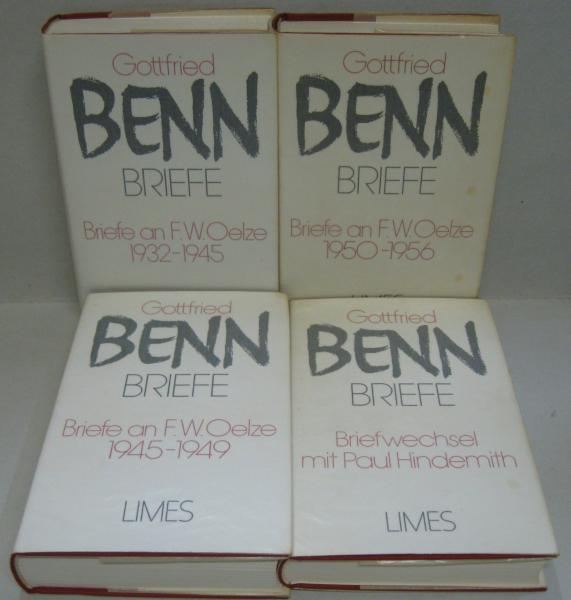 Gottfried
BENN
BRIEFE
Briefe an F.W. Oelze
1932-1945
Gottfried
BENN
BRIEFE
Briefe an F.W. Oelze
1950-1956
LIMES
Gottfried
BENN
BRIEFE
Briefe an F.W. Oelze
1945-1949
LIMES
Gottfried
BENN
BRIEFE
Briefwechsel
mit Paul Hindemith
LIMES